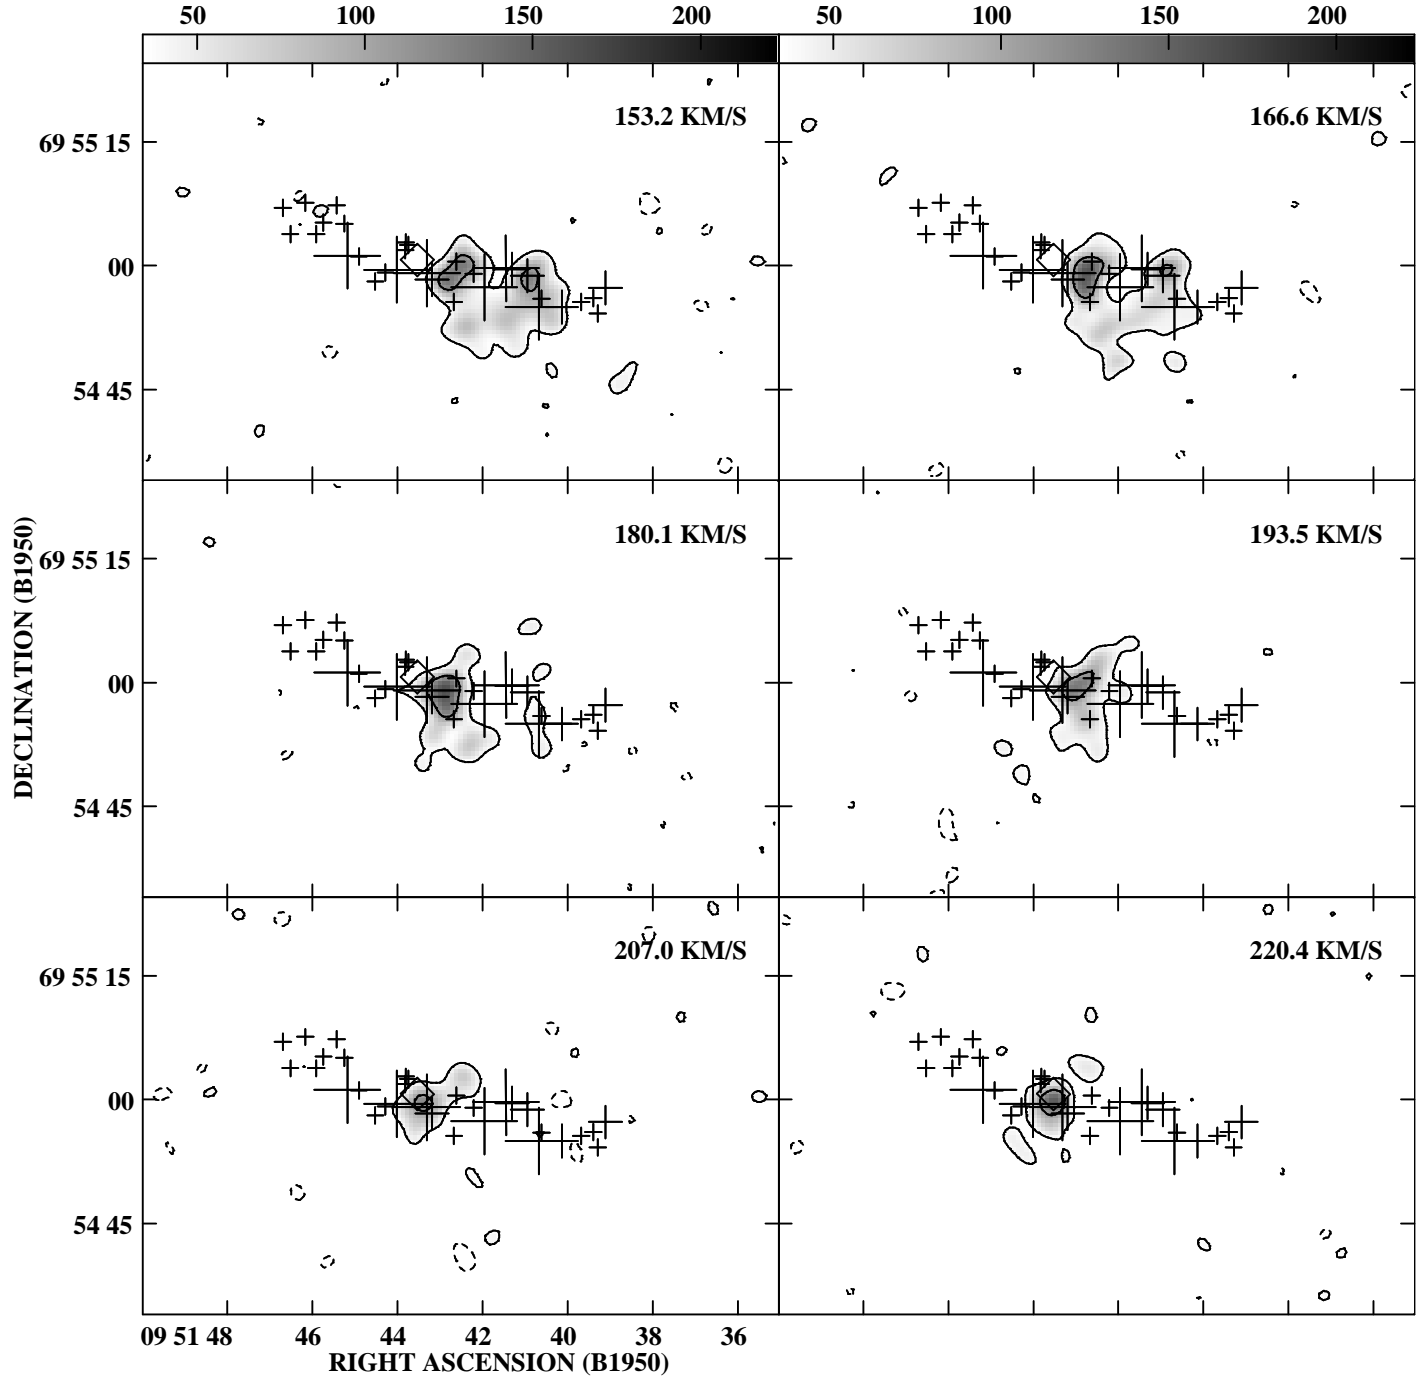 50 100 150 200 50 100 150 200
153.2 KM/S 166.6 KM/S
69 55 15
00
54 45
180.1 KM/S 193.5 KM/S
69 55 15
00
54 45
DECLINATION (B1950)
207.0 KM/S 220.4 KM/S
69 55 15
00
54 45
09 51 48 46 44 42 40 38 36
RIGHT ASCENSION (B1950)